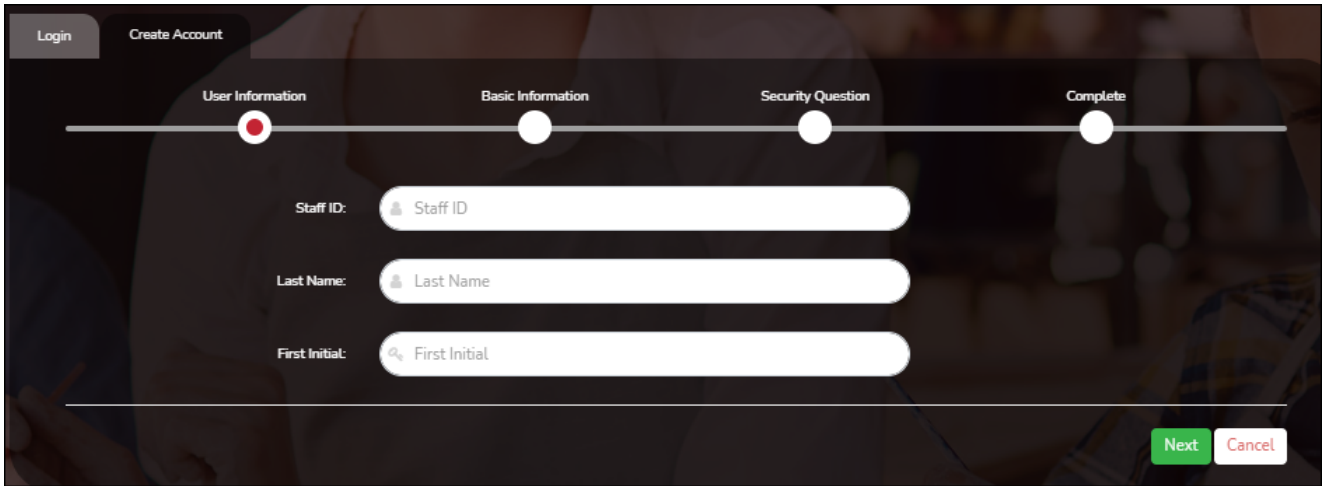 Login
Create Account
User Information
Basic Information
Security Question
Complete
Staff ID:
Staff ID
Last Name:
Last Name
First Initial:
First Initial
Next
Cancel